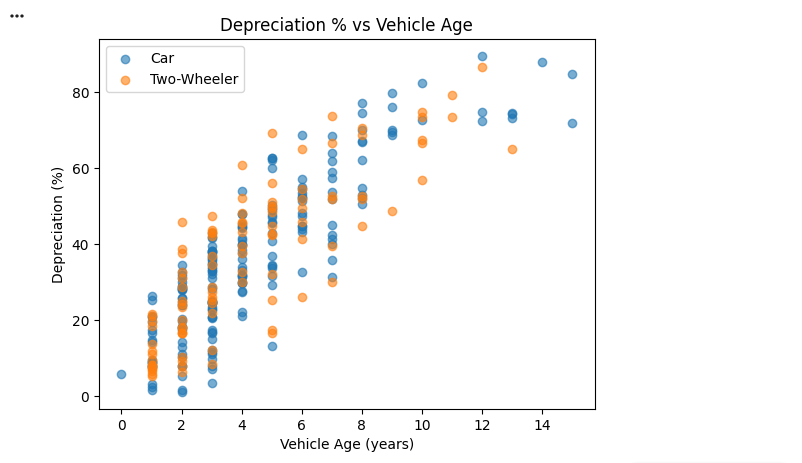 •••
Depreciation % vs Vehicle Age
Car
Two-Wheeler
Depreciation (%)
80
60
40
20
0
0 2 4 6 8 10 12 14
Vehicle Age (years)